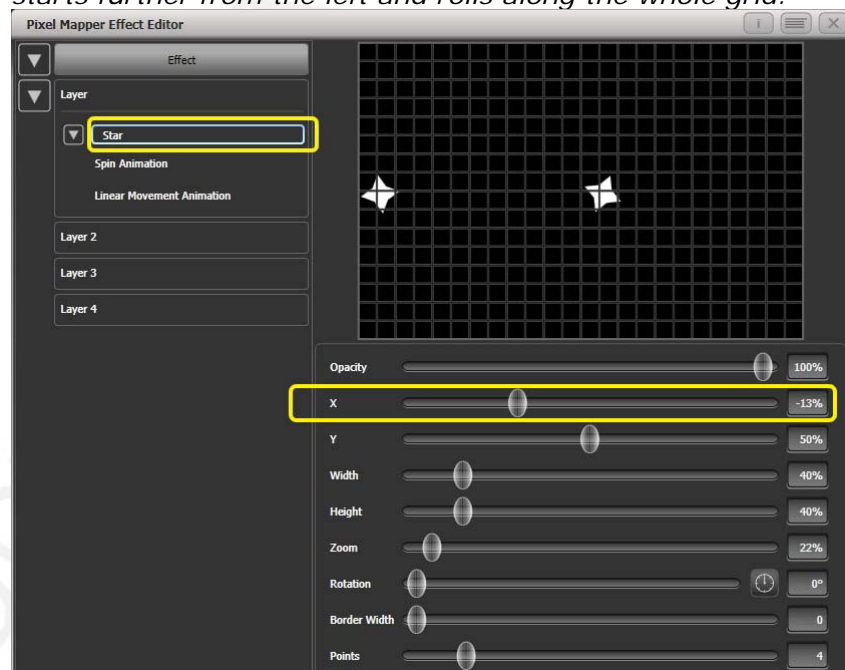 starts further from the left and rolls along the whole grid.
Pixel Mapper Effect Editor
i
Effect
Layer
Star
Spin Animation
Linear Movement Animation
Layer 2
Layer 3
Layer 4
Opacity 100%
X -13%
Y 50%
Width 40%
Height 40%
Zoom 22%
Rotation 0°
Border Width 0
Points 4